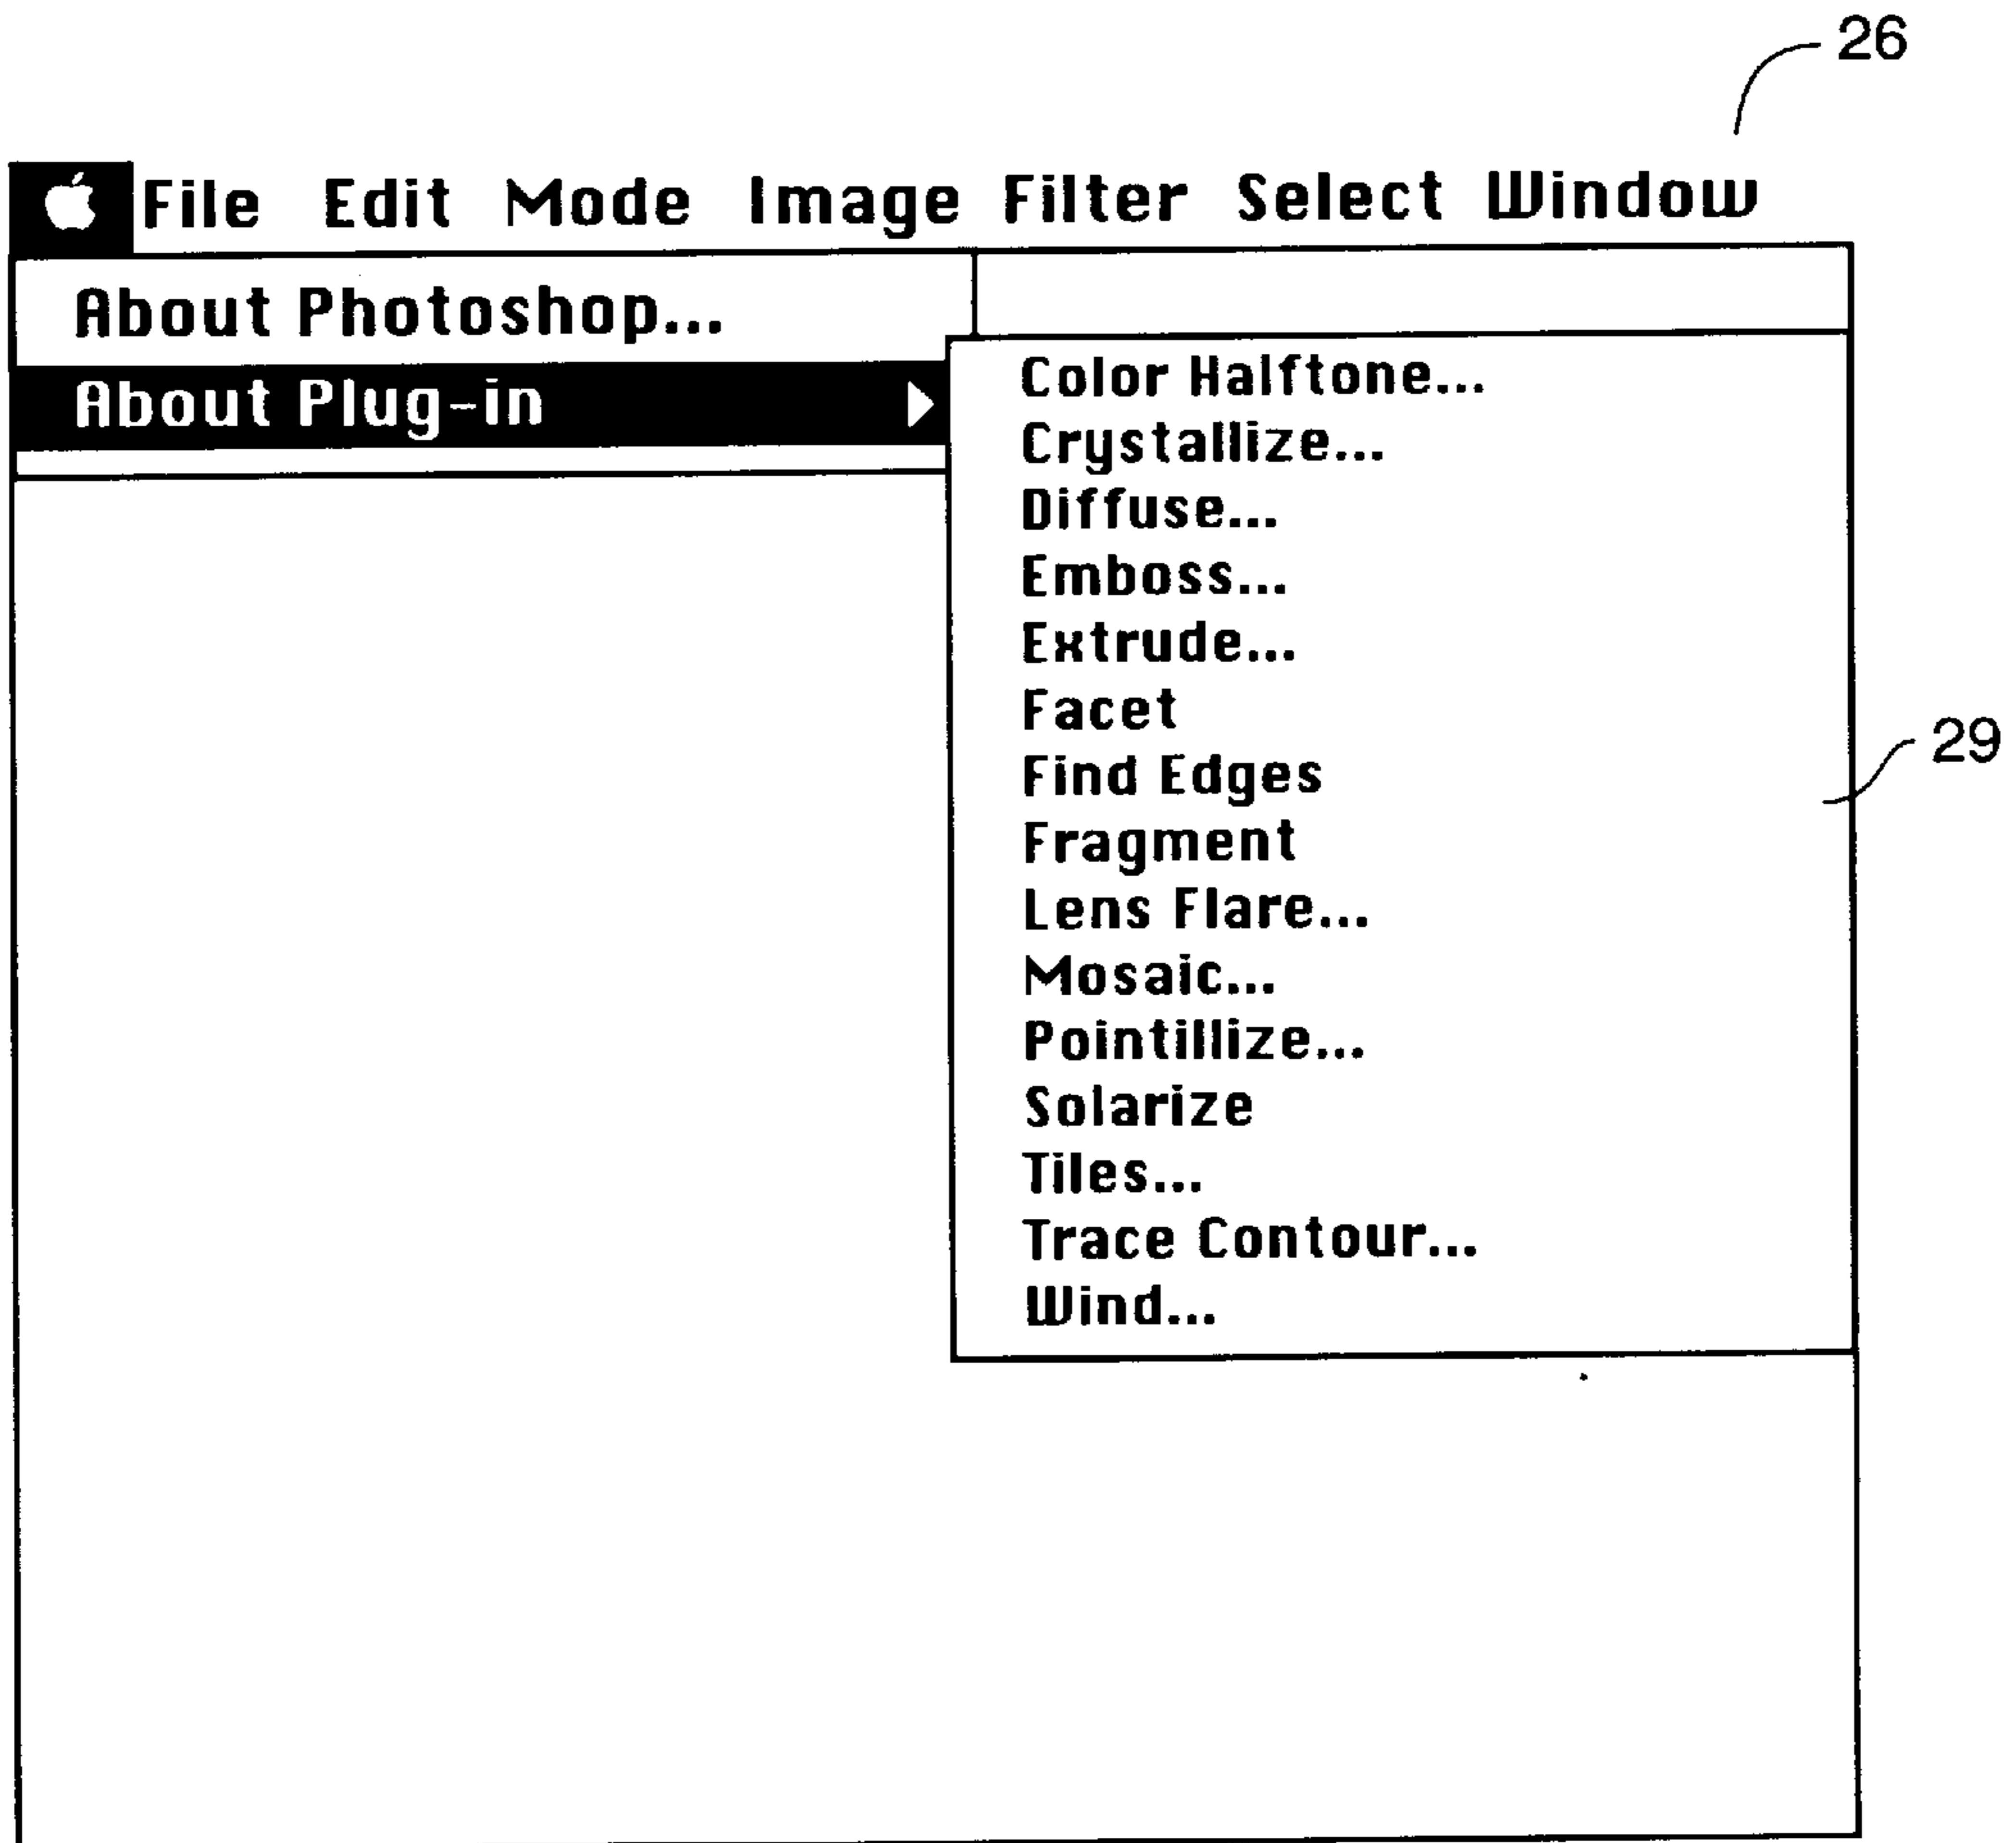 26
File Edit Mode Image Filter Select Window
About Photoshop...
About Plug-in
Color Halftone...
Crystallize...
Diffuse...
Emboss...
Extrude...
Facet
Find Edges
29
Fragment
Lens Flare...
Mosaic...
Pointillize...
Solarize
Tiles...
Trace Contour...
Wind...